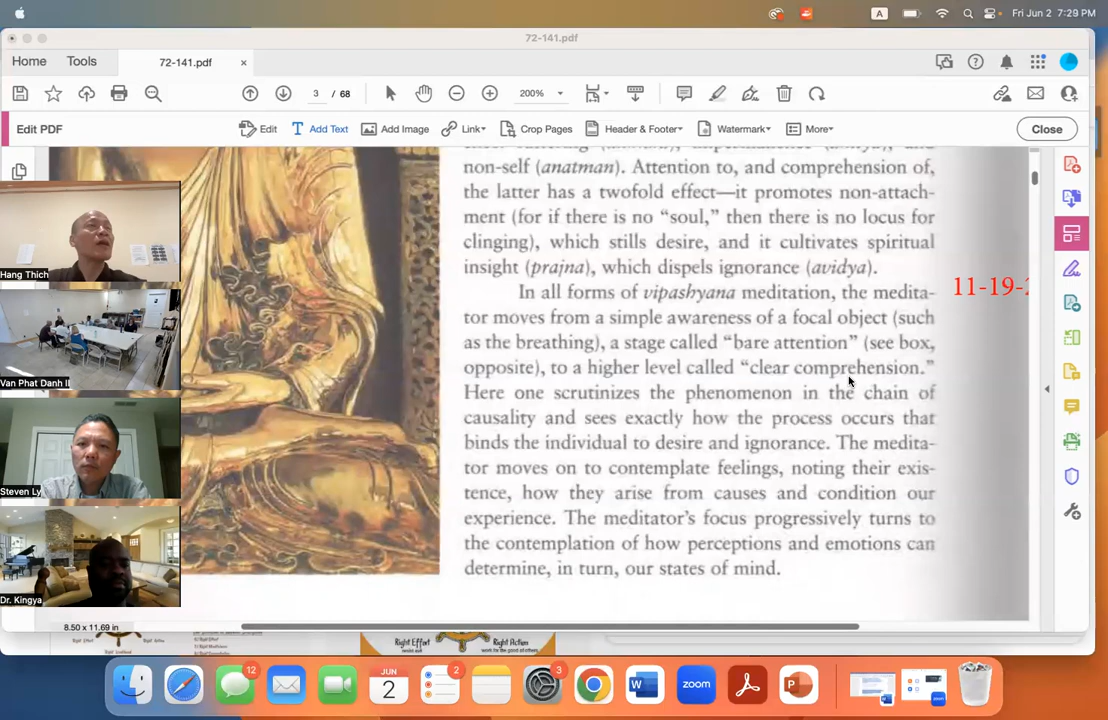 Fri Jun 2 7:29 PM
A
72-141.pdf
Home
Tools
72-141.pdf
3 / 68
200%
Edit PDF
Edit
Add Text
Add Image
Link
Crop Pages
Header & Footer
Watermark
More
Close
non-self (anatman). Attention to, and comprehension of,
the latter has a twofold effect—it promotes non-attach-
ment (for if there is no “soul,” then there is no locus for
clinging), which stills desire, and it cultivates spiritual
insight (prajna), which dispels ignorance (avidya).
In all forms of vipashyana meditation, the medita-
tor moves from a simple awareness of a focal object (such
as the breathing), a stage called “bare attention” (see box,
opposite), to a higher level called “clear comprehension.”
Here one scrutinizes the phenomenon in the chain of
causality and sees exactly how the process occurs that
binds the individual to desire and ignorance. The medita-
tor moves on to contemplate feelings, noting their exis-
tence, how they arise from causes and condition our
experience. The meditator’s focus progressively turns to
the contemplation of how perceptions and emotions can
determine, in turn, our states of mind.
11-19-
Hang Thich
Van Phat Danh II
Steven Ly
Dr. Kingya
8.50 x 11.69 in
Right Effort
Right Action
12
JUN
2
2
3
W
zoom
P